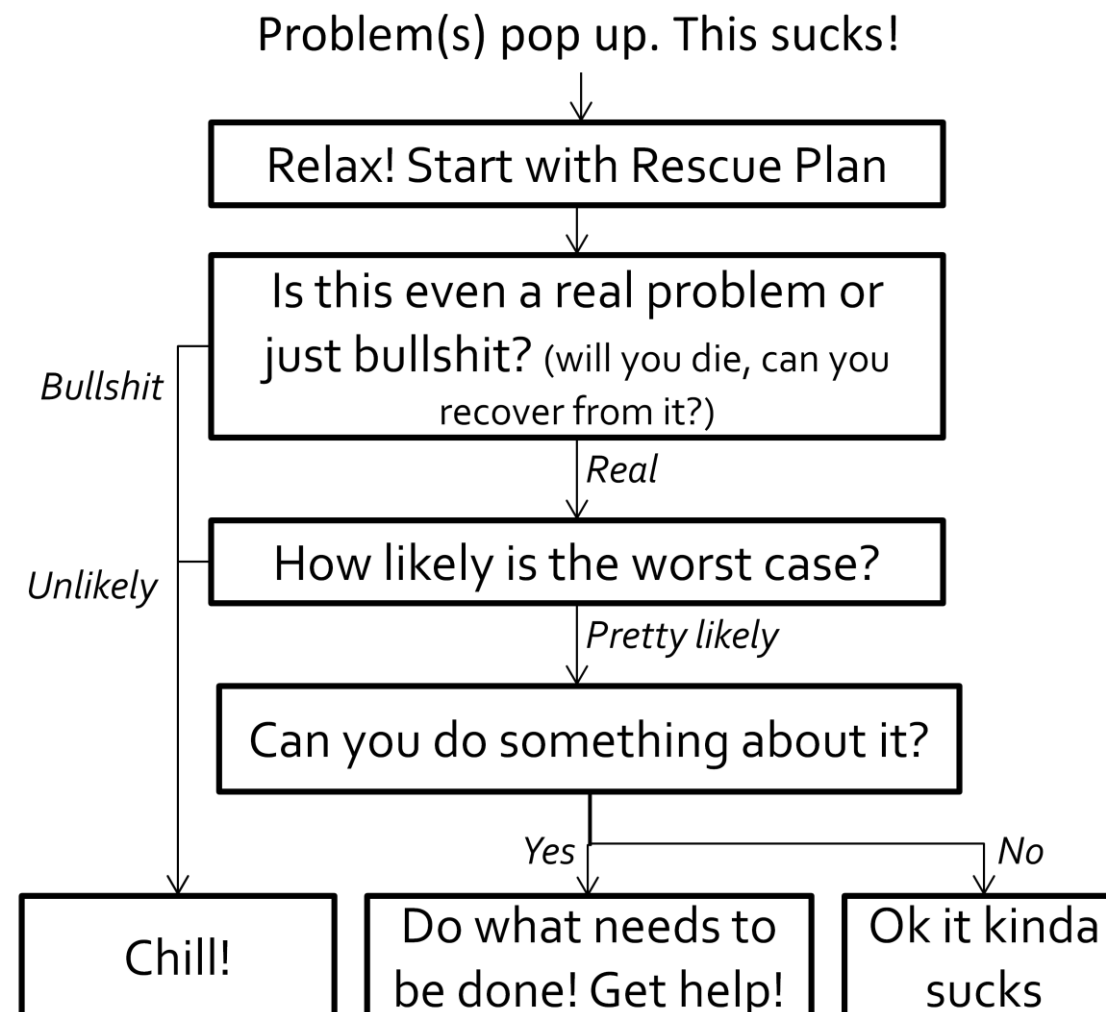 Problem(s) pop up. This sucks!
Relax! Start with Rescue Plan
Is this even a real problem or
just bullshit? (will you die, can you
recover from it?)
Bullshit
Real
How likely is the worst case?
Unlikely
Pretty likely
Can you do something about it?
Yes
No
Chill!
Do what needs to
be done! Get help!
Ok it kinda
sucks